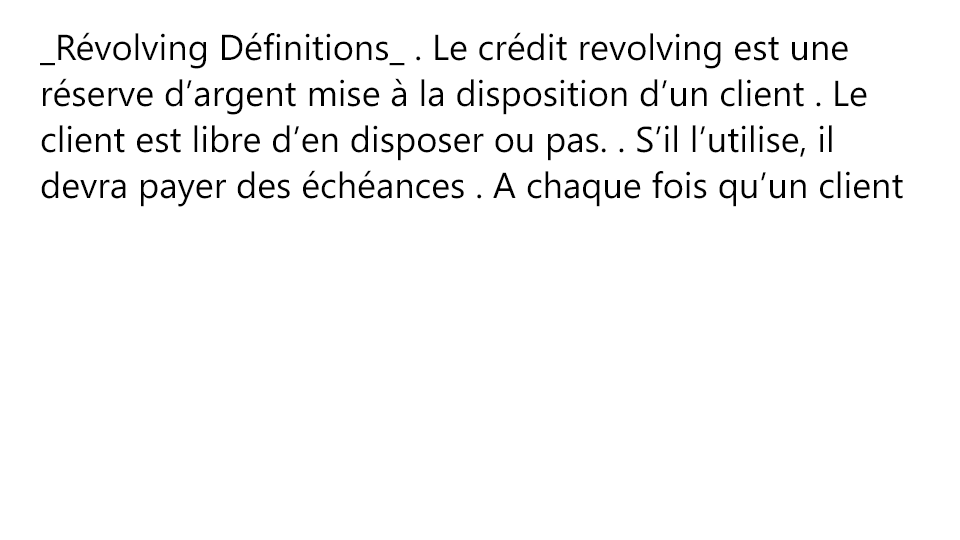 _Révolving Définitions_ . Le crédit revolving est une
réserve d’argent mise à la disposition d’un client . Le
client est libre d’en disposer ou pas. . S’il l’utilise, il
devra payer des échéances . A chaque fois qu’un client